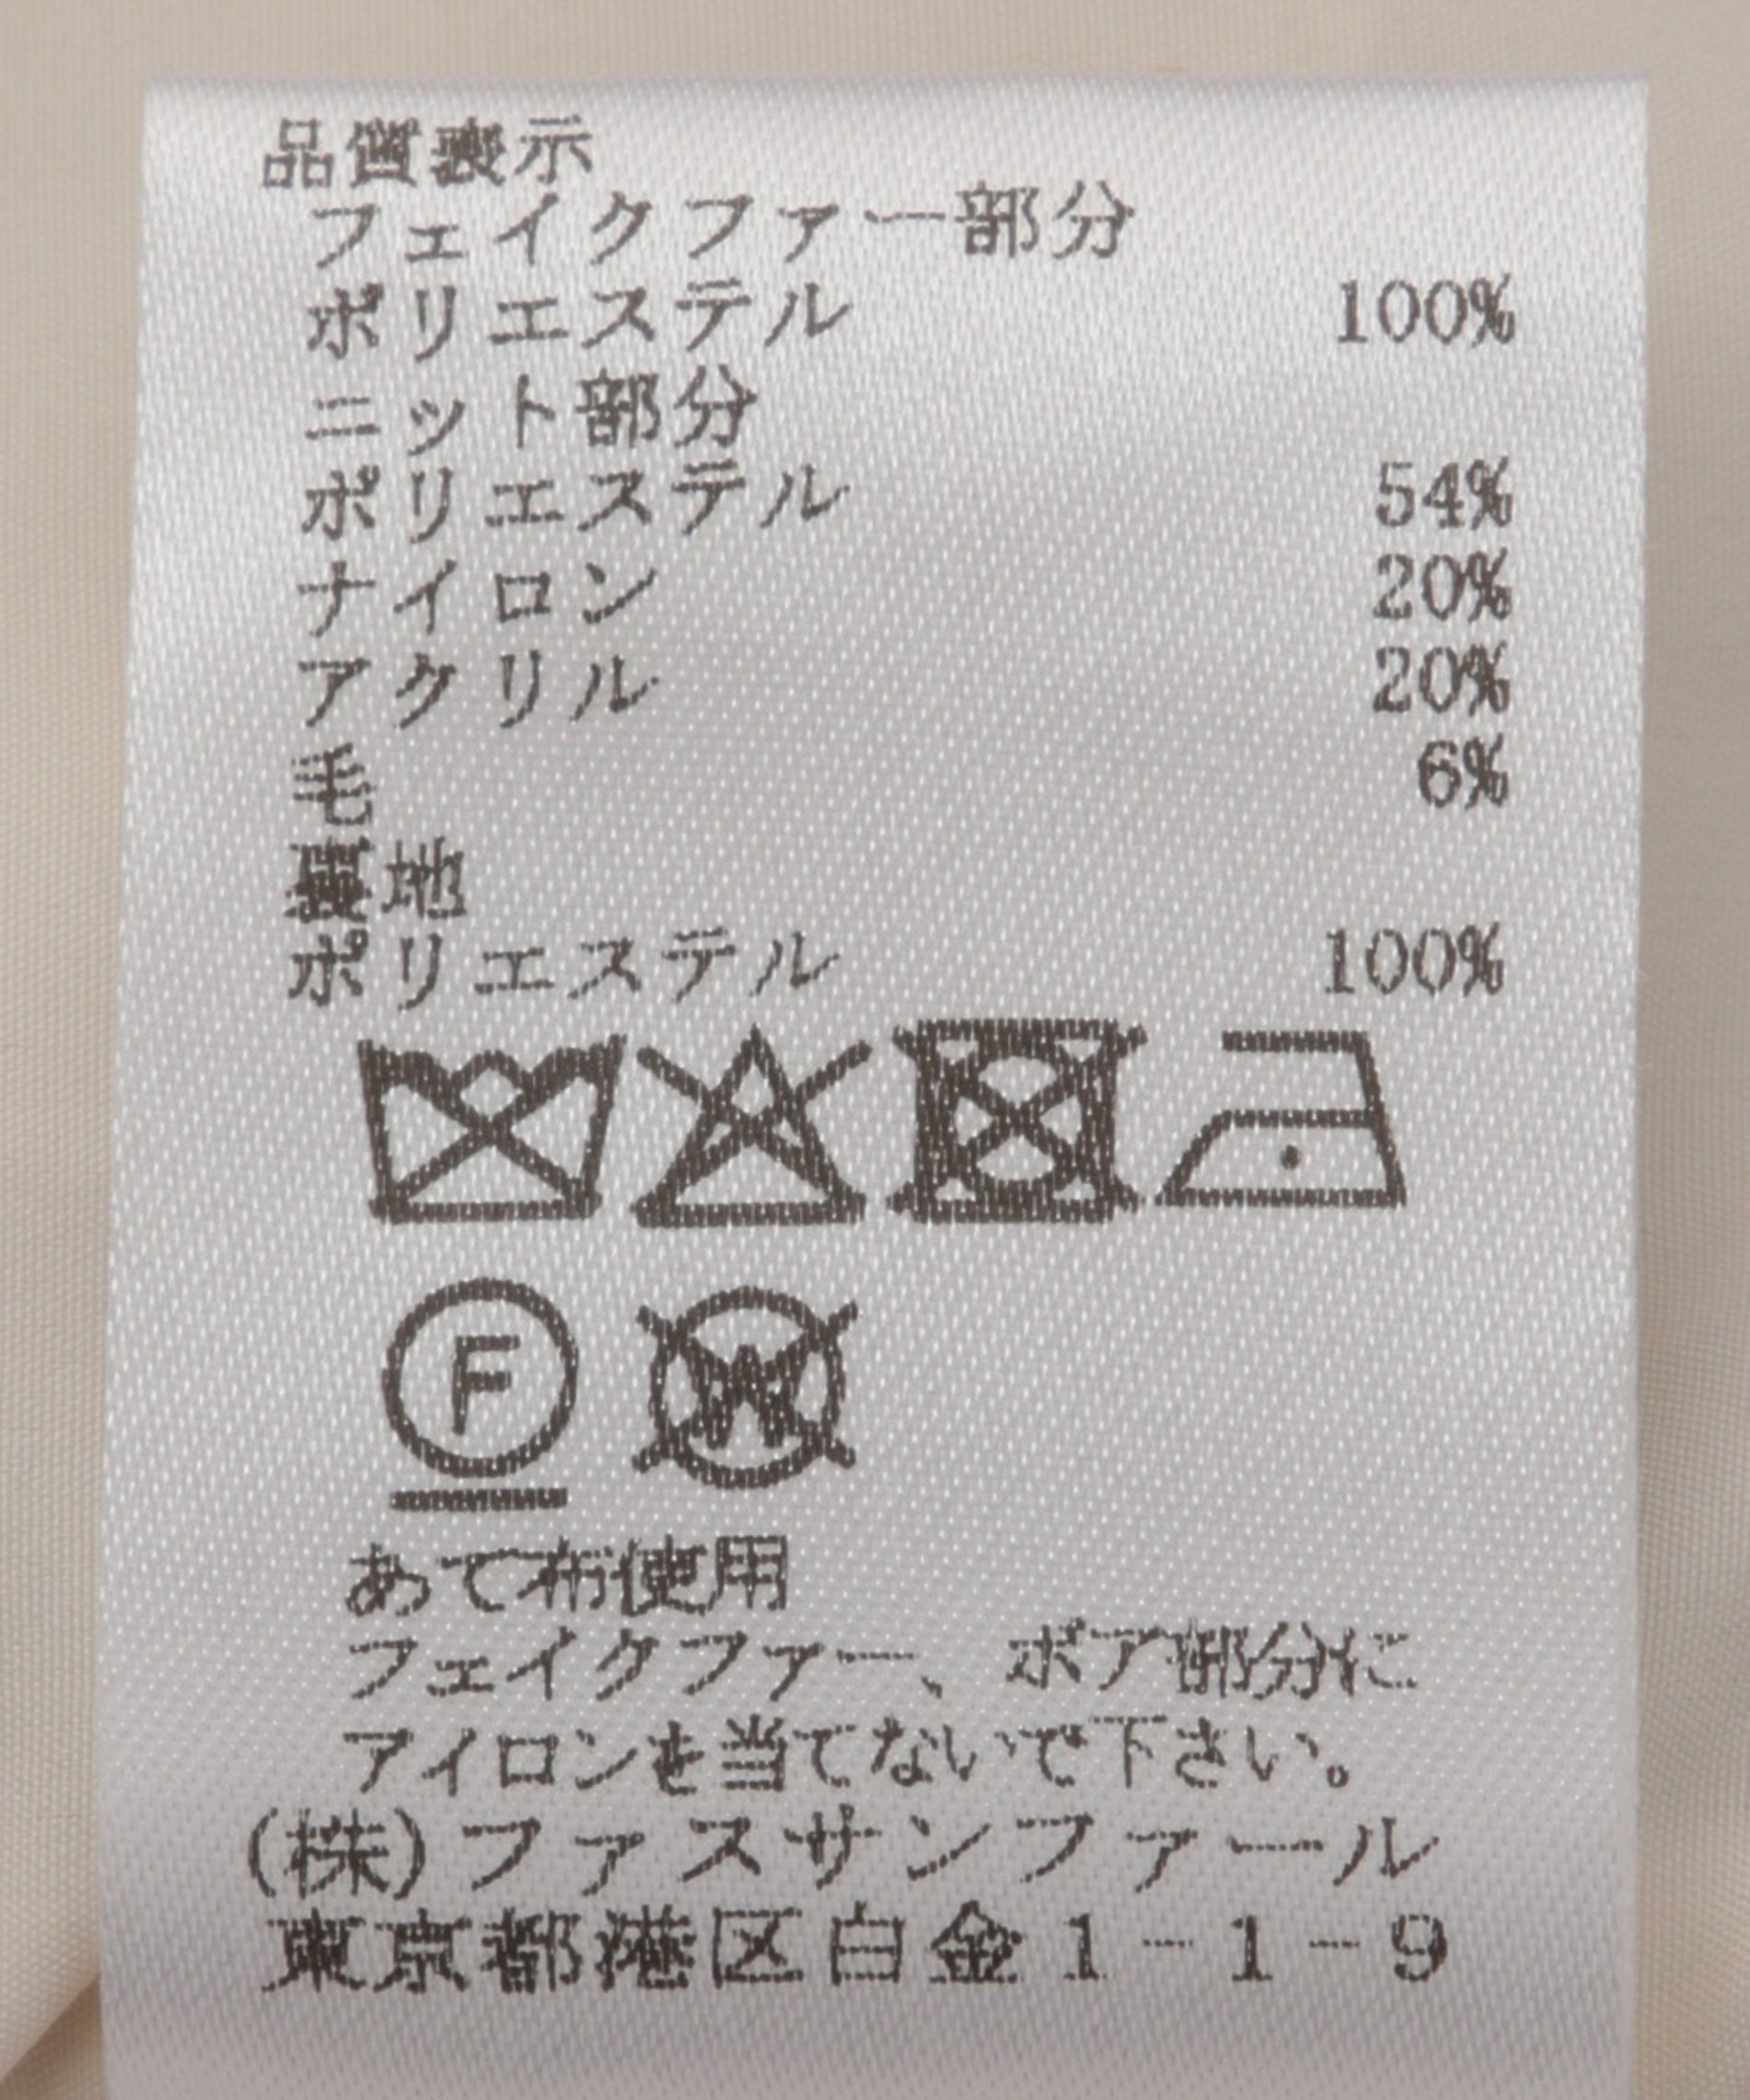 品質表示
フェイクファー部分
ポリエステル 100%
ニット部分
ポリエステル 54%
ナイロン 20%
アクリル 20%
毛 6%
裏地
ポリエステル 100%
F W
あて布使用
フェイクファー、ボア部分に
アイロンを当てないで下さい。
(株)ファスサンファール
東京都港区白金1-1-9